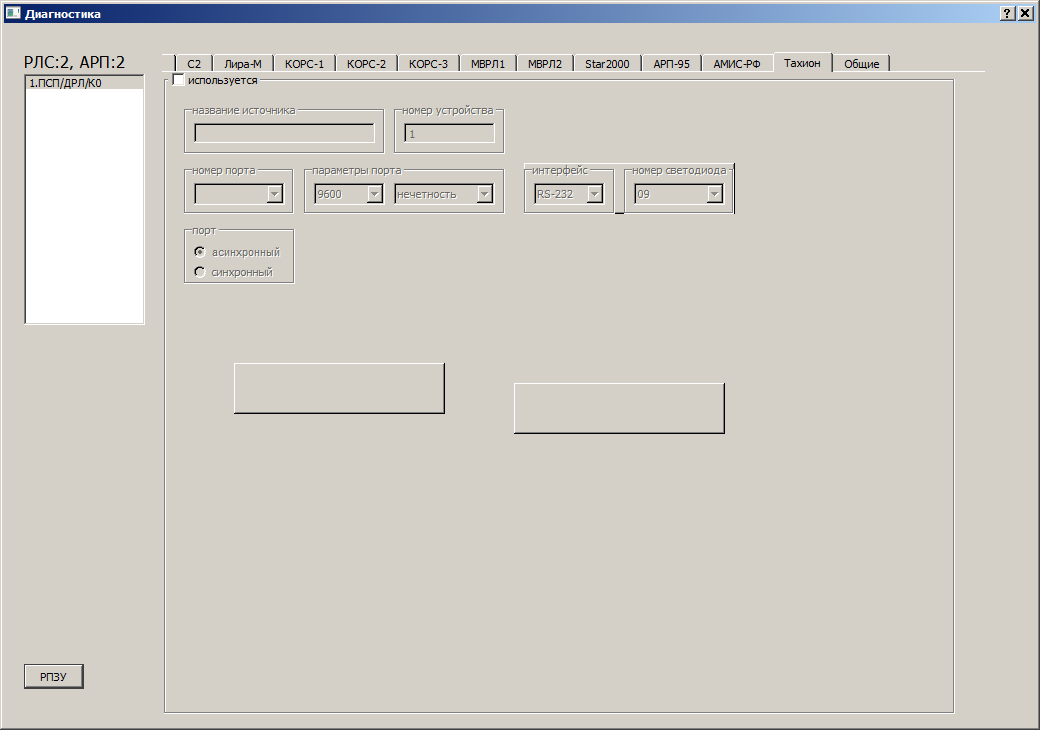 Диагностика
РЛС:2, АРП:2
1.ПСП/ДРЛ/К0
С2 Лира-М КОРС-1 КОРС-2 КОРС-3 МВРЛ1 МВРЛ2 Star2000 АРП-95 АМИС-РФ Тахион Общие
используется
название источника номер устройства
1
номер порта параметры порта интерфейс номер светодиода
9600 нечетность RS-232 09
порт
асинхронный
синхронный
РПЗУ